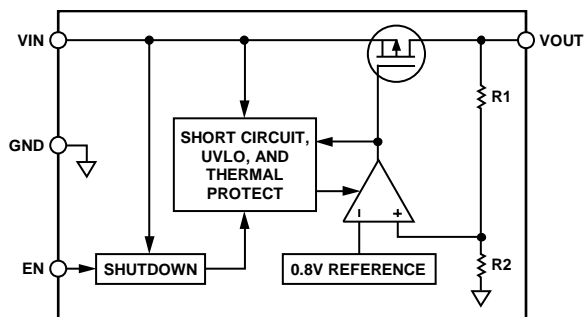 VIN
VOUT
R1
GND
SHORT CIRCUIT,
UVLO, AND
THERMAL
PROTECT
EN
SHUTDOWN
0.8V REFERENCE
R2